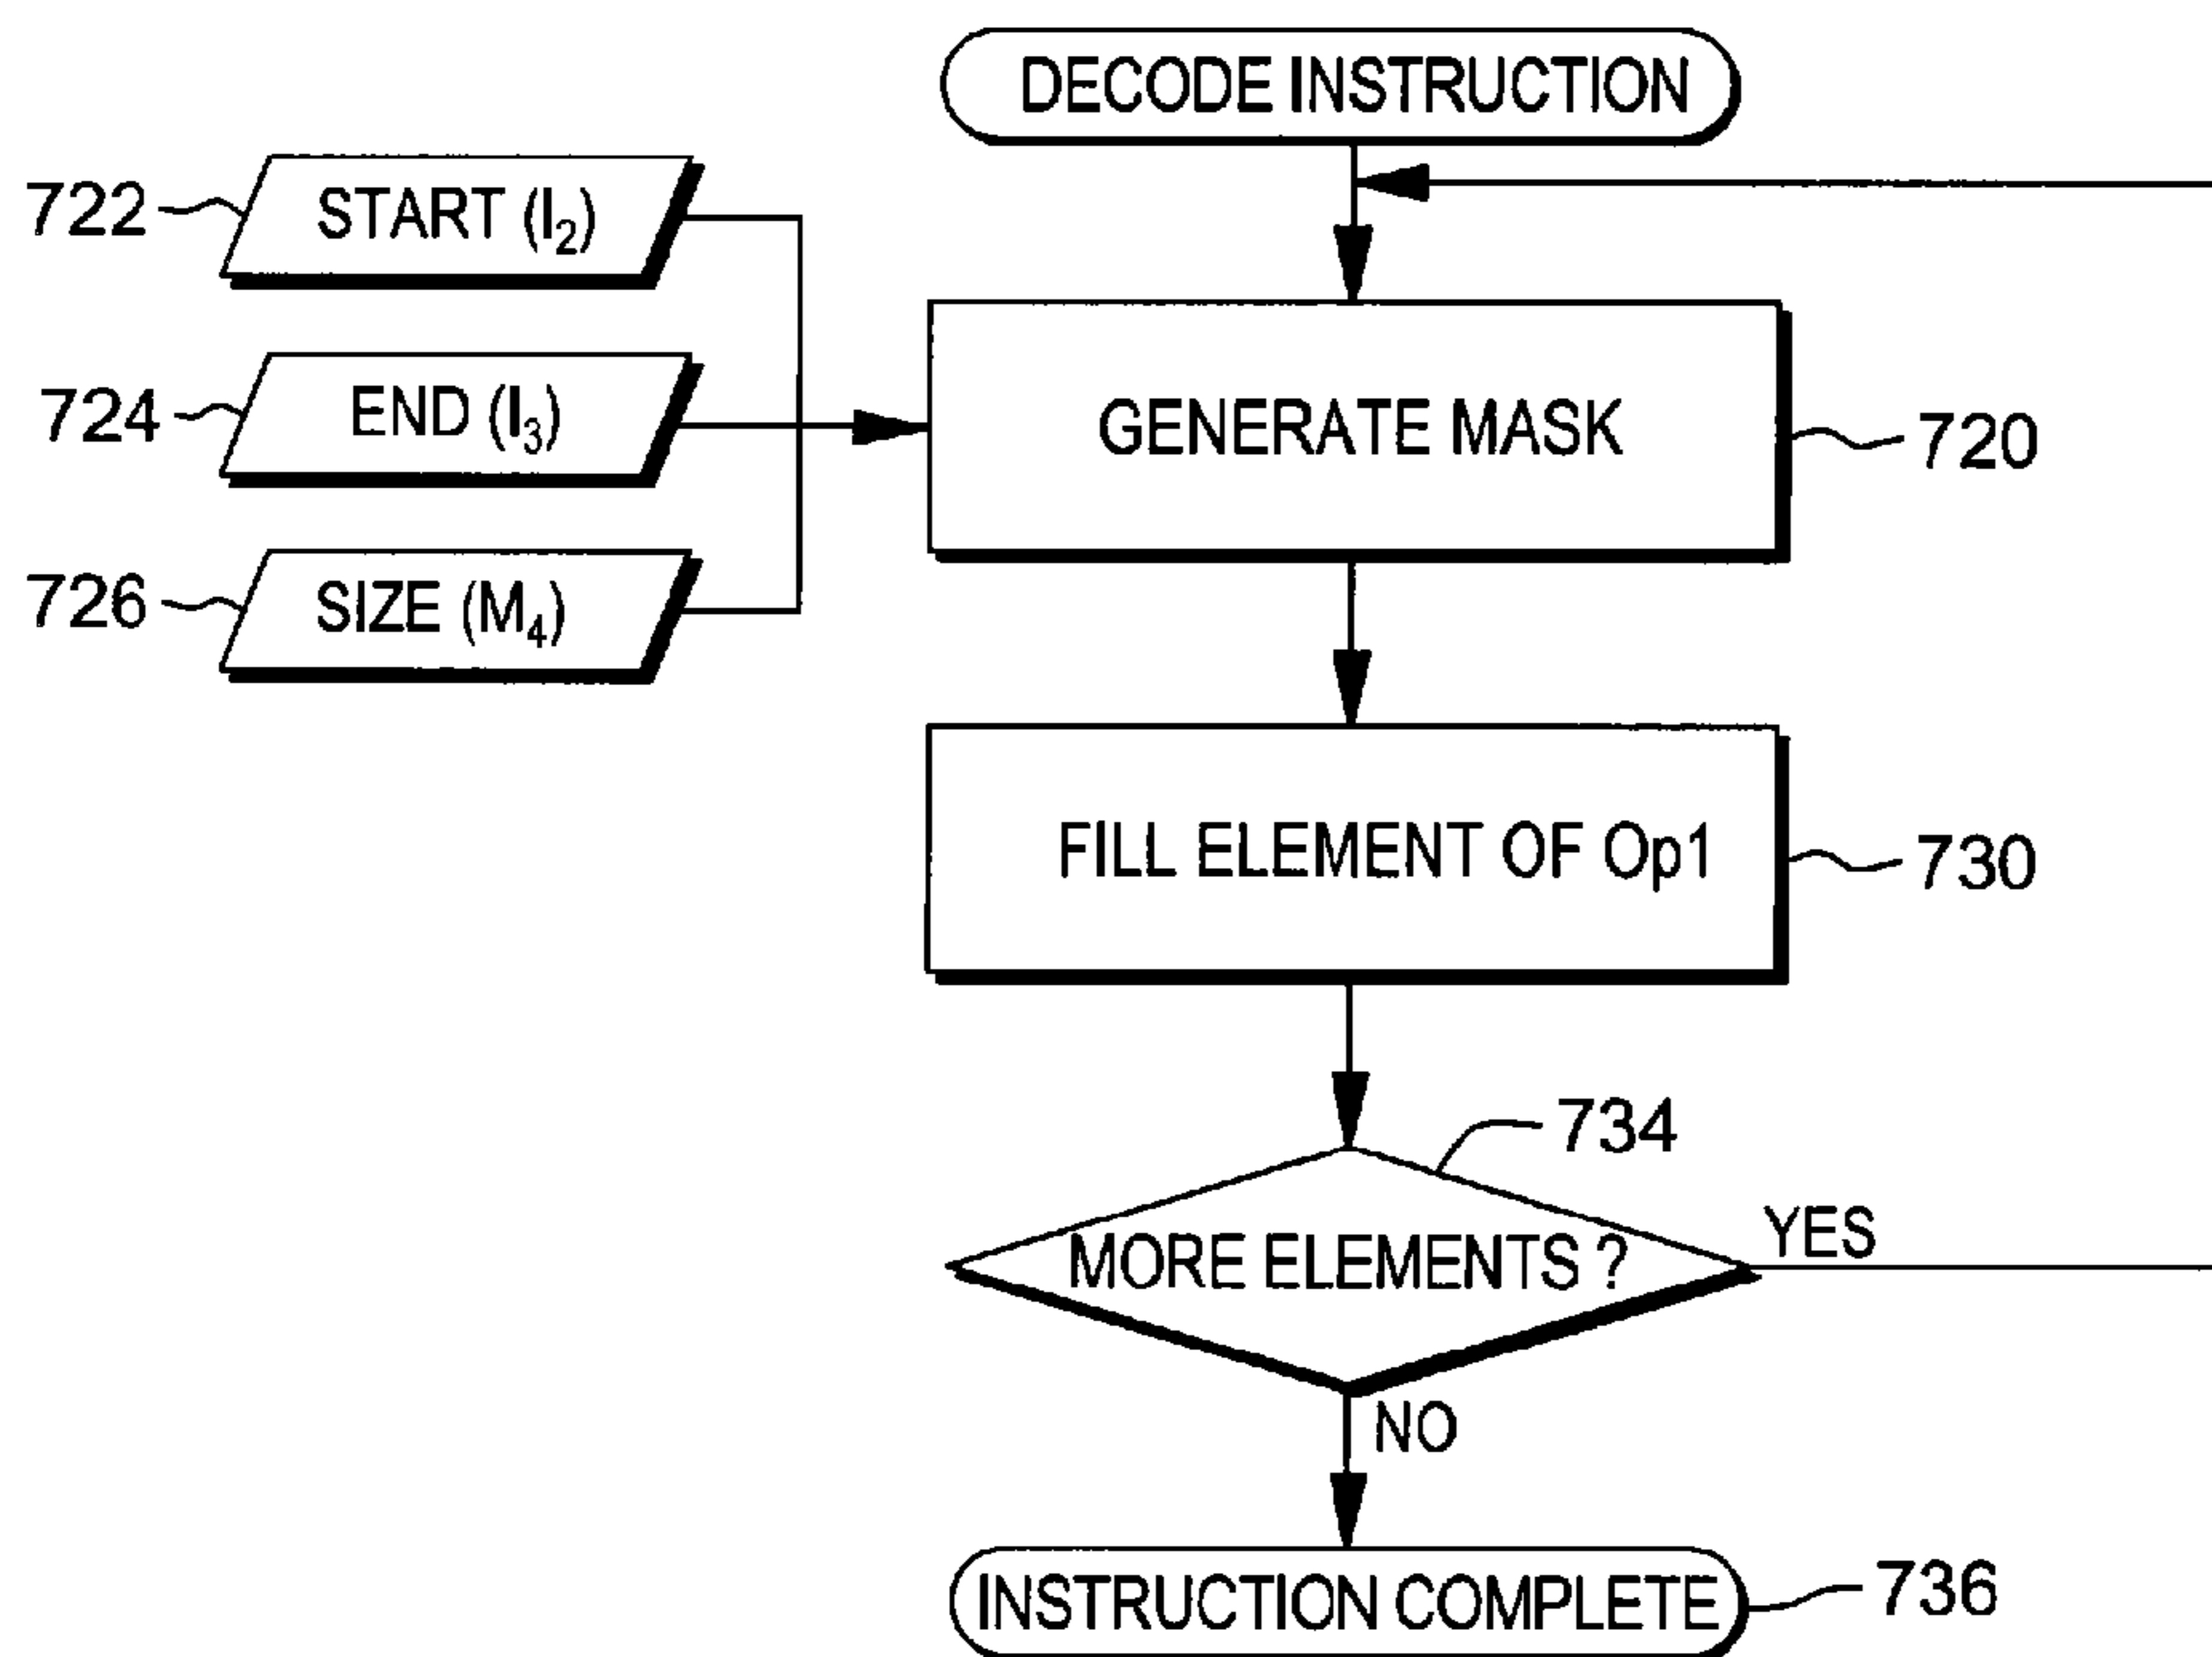 DECODE INSTRUCTION
722
START (I₂)
724
END (I₃)
GENERATE MASK
720
726
SIZE (M₄)
FILL ELEMENT OF Op1
730
734
MORE ELEMENTS ?
YES
NO
INSTRUCTION COMPLETE
736